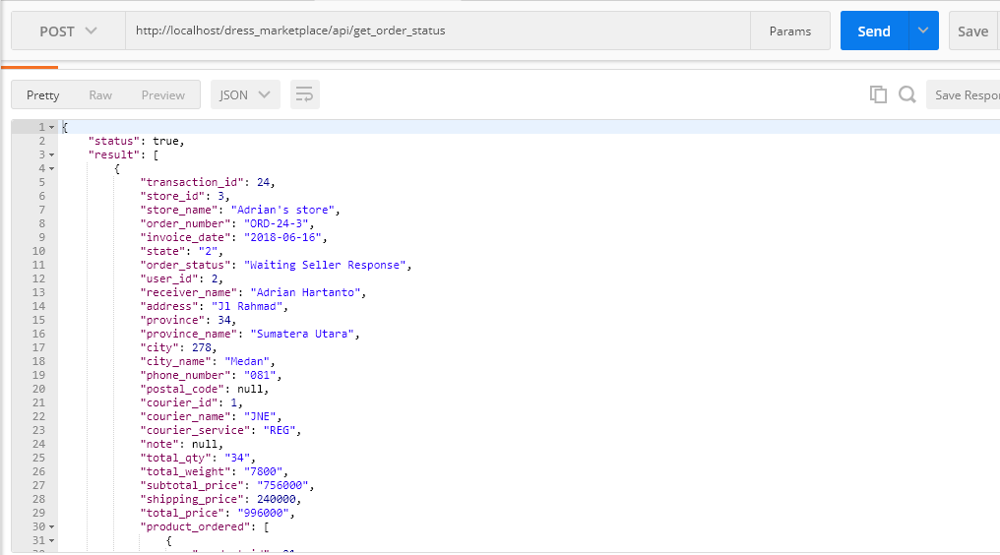 POST http://localhost/dress_marketplace/api/get_order_status Params Send Save
Pretty Raw Preview JSON Save Respo
1 {
2 "status": true,
3 "result": [
4 {
5 "transaction_id": 24,
6 "store_id": 3,
7 "store_name": "Adrian's store",
8 "order_number": "ORD-24-3",
9 "invoice_date": "2018-06-16",
10 "state": "2",
11 "order_status": "Waiting Seller Response",
12 "user_id": 2,
13 "receiver_name": "Adrian Hartanto",
14 "address": "Jl Rahmad",
15 "province": 34,
16 "province_name": "Sumatera Utara",
17 "city": 278,
18 "city_name": "Medan",
19 "phone_number": "081",
20 "postal_code": null,
21 "courier_id": 1,
22 "courier_name": "JNE",
23 "courier_service": "REG",
24 "note": null,
25 "total_qty": "34",
26 "total_weight": "7800",
27 "subtotal_price": "756000",
28 "shipping_price": 240000,
29 "total_price": "996000",
30 "product_ordered": [
31 {